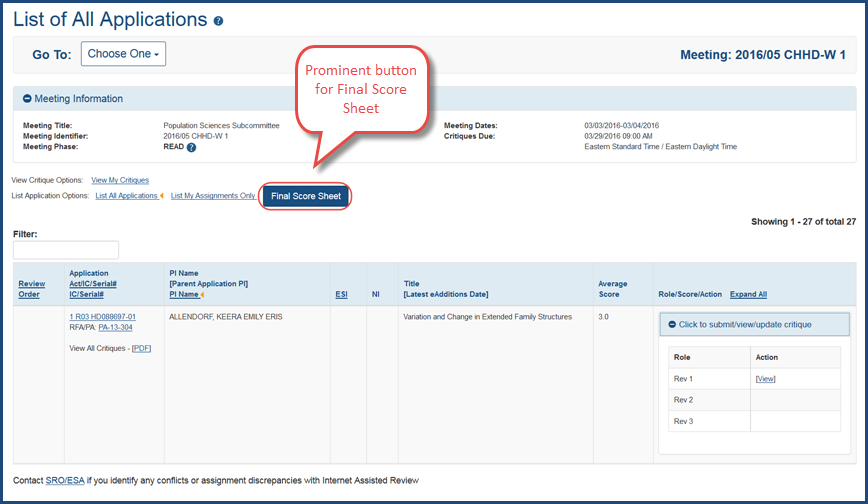 List of All Applications ?
Go To: Choose One
Meeting: 2016/05 CHHD-W 1
Prominent button
for Final Score
Sheet
Meeting Information
Meeting Title: Population Sciences Subcommittee
Meeting Dates: 03/03/2016-03/04/2016
Meeting Identifier: 2016/05 CHHD-W 1
Critiques Due: 03/29/2016 09:00 AM
Meeting Phase: READ ?
Eastern Standard Time / Eastern Daylight Time
View Critique Options: View My Critiques
List Application Options: List All Applications List My Assignments Only Final Score Sheet
Showing 1 - 27 of total 27
Filter:
Review
Order
Application
Act/IC/Serial#
IC/Serial#
PI Name
[Parent Application PI]
PI Name
ESI
NI
Title
[Latest eAdditions Date]
Average
Score
Role/Score/Action Expand All
1 R03 HD088697-01
RFA/PA: PA-13-304
View All Critiques - [PDF]
ALLENDORF, KEERA EMILY ERIS
Variation and Change in Extended Family Structures
3.0
Click to submit/view/update critique
Role Action
Rev 1 [View]
Rev 2
Rev 3
Contact SRO/ESA if you identify any conflicts or assignment discrepancies with Internet Assisted Review